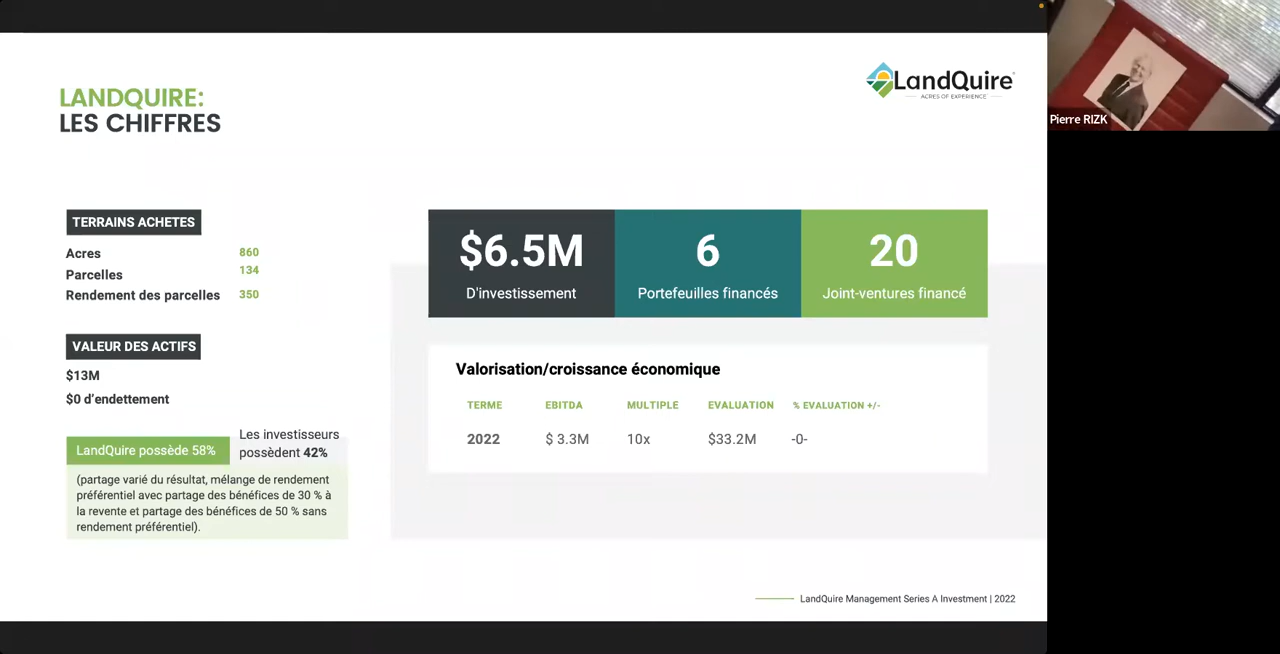 LANDQUIRE:
LES CHIFFRES
LandQuire
ACRES OF EXPERIENCE
Pierre RIZK
TERRAINS ACHETES
Acres 860
Parcelles 134
Rendement des parcelles 350
VALEUR DES ACTIFS
$13M
$0 d'endettement
LandQuire possède 58%
Les investisseurs
possèdent 42%
(partage varié du résultat, mélange de rendement
préférentiel avec partage des bénéfices de 30 % à
la revente et partage des bénéfices de 50 % sans
rendement préférentiel).
$6.5M
D'investissement
6
Portefeuilles financés
20
Joint-ventures financé
Valorisation/croissance économique
TERME EBITDA MULTIPLE EVALUATION % EVALUATION +/-
2022 $ 3.3M 10x $33.2M -0-
LandQuire Management Series A Investment | 2022